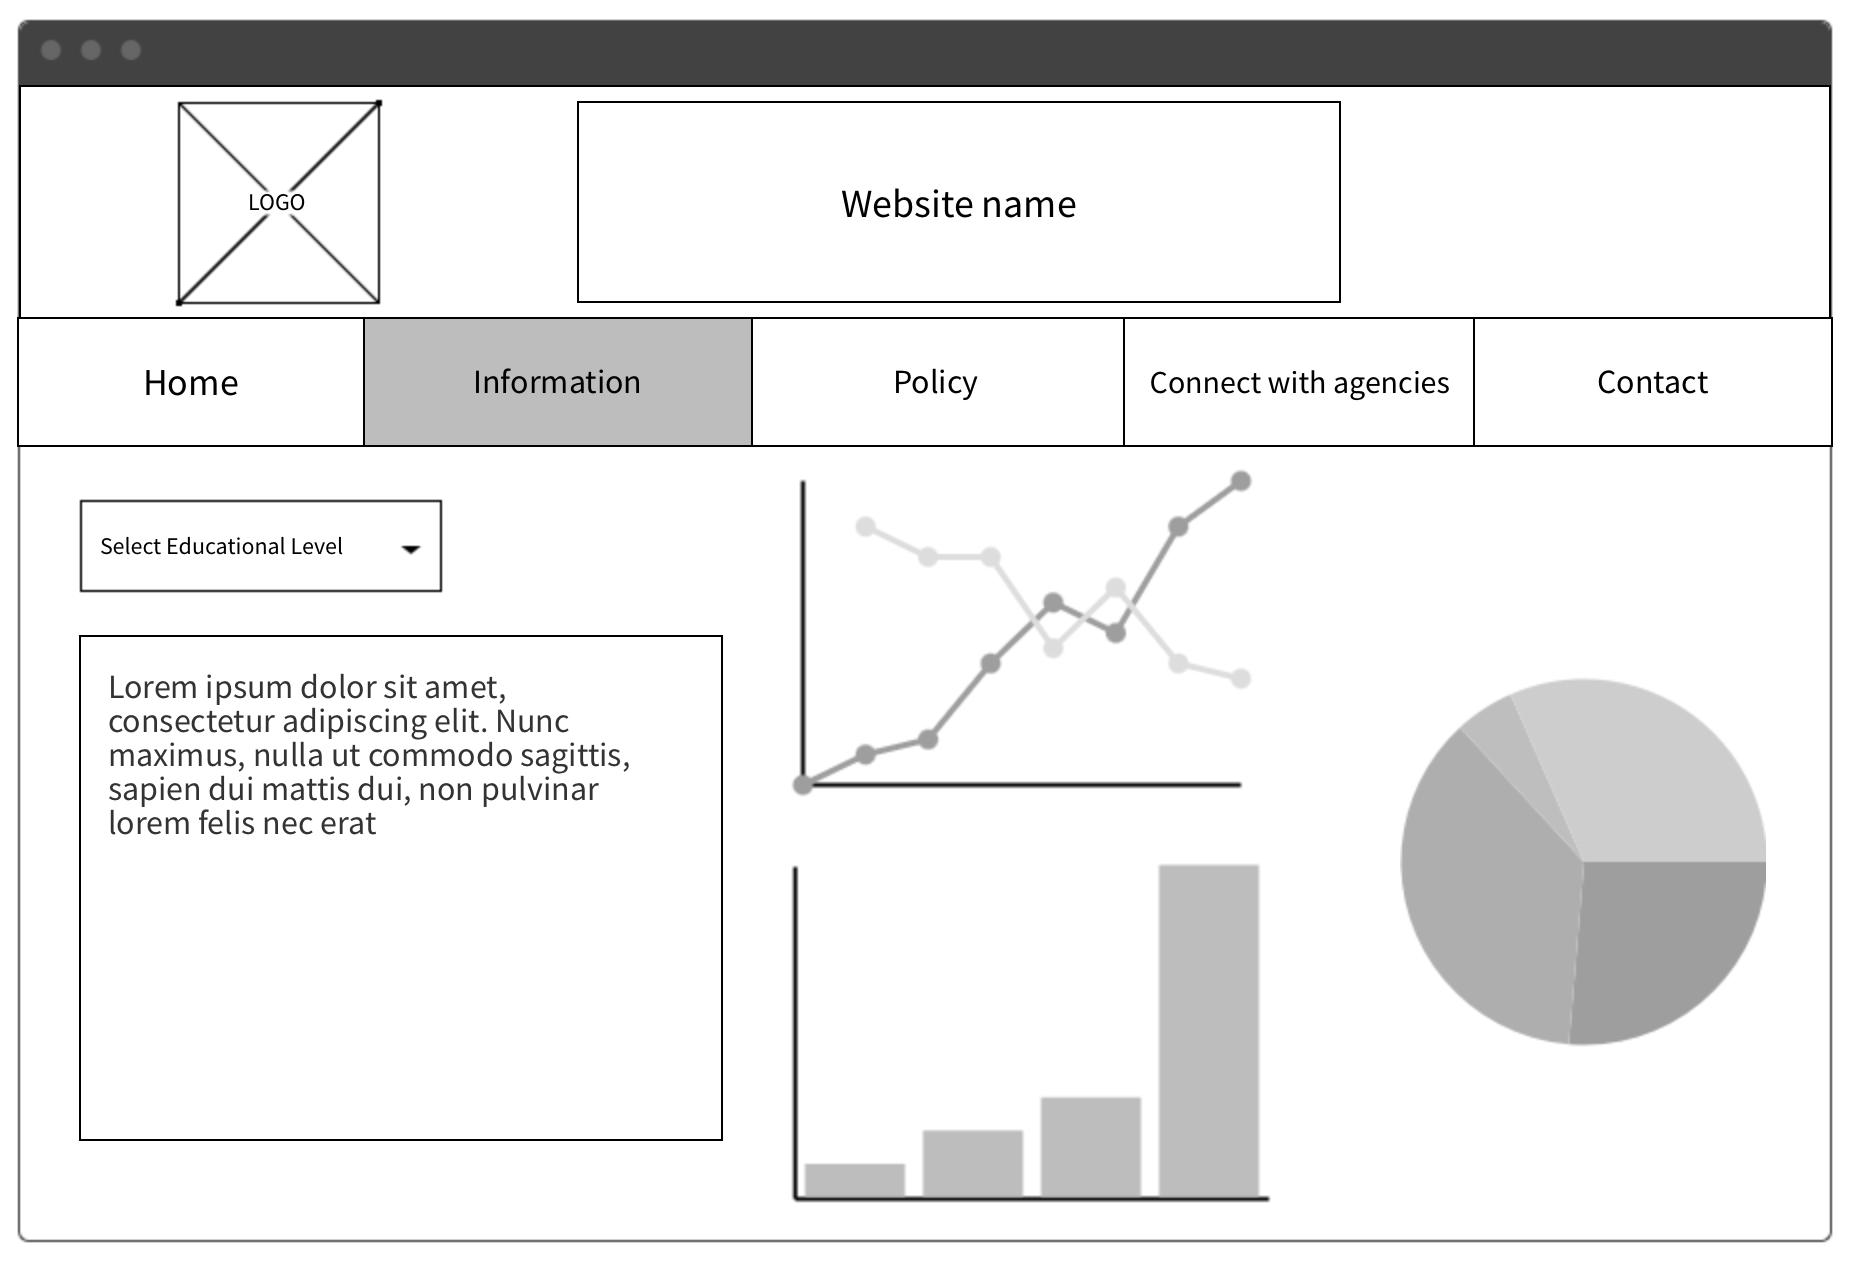 LOGO
Website name
Home
Information
Policy
Connect with agencies
Contact
Select Educational Level
Lorem ipsum dolor sit amet,
consectetur adipiscing elit. Nunc
maximus, nulla ut commodo sagittis,
sapien dui mattis dui, non pulvinar
lorem felis nec erat